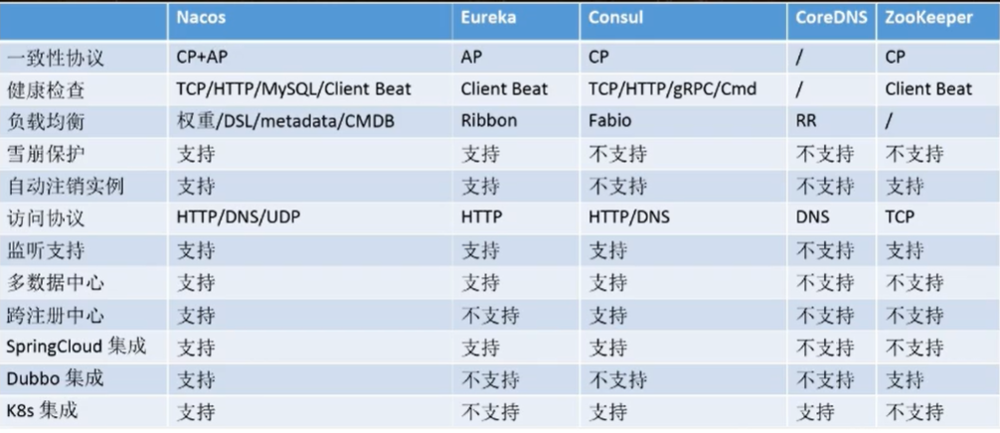 Nacos Eureka Consul CoreDNS ZooKeeper
一致性协议 CP+AP AP CP / CP
健康检查 TCP/HTTP/MySQL/Client Beat Client Beat TCP/HTTP/gRPC/Cmd / Client Beat
负载均衡 权重/DSL/metadata/CMDB Ribbon Fabio RR /
雪崩保护 支持 支持 不支持 不支持 不支持
自动注销实例 支持 支持 不支持 不支持 支持
访问协议 HTTP/DNS/UDP HTTP HTTP/DNS DNS TCP
监听支持 支持 支持 支持 不支持 支持
多数据中心 支持 支持 支持 不支持 不支持
跨注册中心 支持 不支持 支持 不支持 不支持
SpringCloud 集成 支持 支持 支持 不支持 不支持
Dubbo 集成 支持 不支持 不支持 不支持 支持
K8s 集成 支持 不支持 支持 支持 不支持